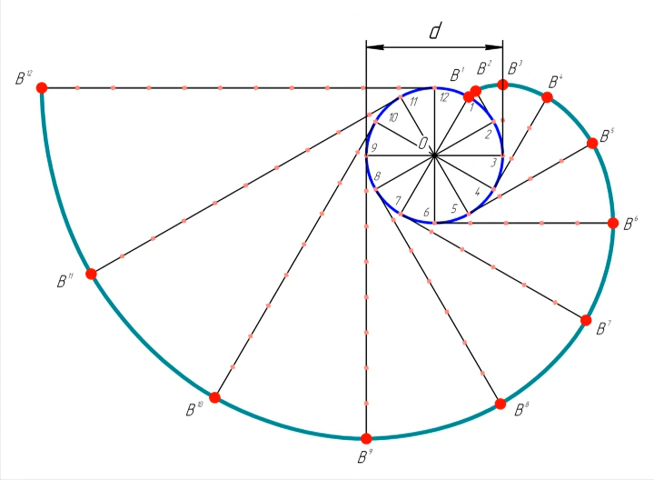 d
B¹ B² B³ B⁴
B¹²
11 12 1
10 2
O
9 3
B⁵
8 4
7 6 5
B⁶
B¹¹
B⁷
B¹⁰ B⁸
B⁹